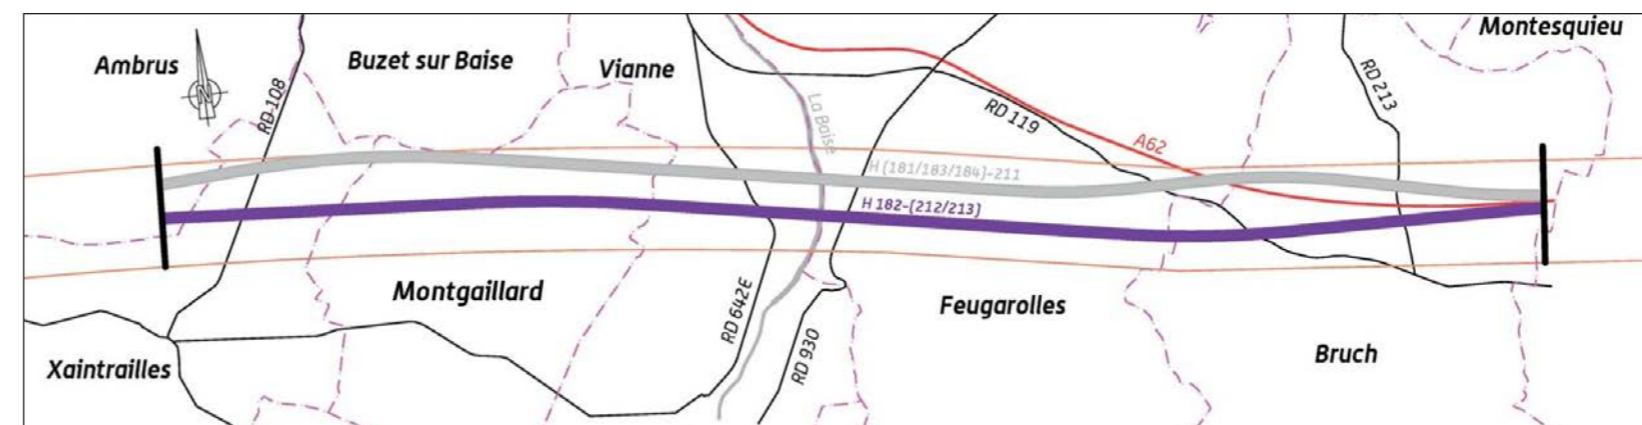 Montesquieu
Ambrus
Buzet sur Baise
Vianne
N
RD 108
La Baise
RD 119
RD 213
A62
H (181/183/184)-211
H 182-(212/213)
Montgaillard
RD 642E
RD 930
Feugarolles
Bruch
Xaintrailles